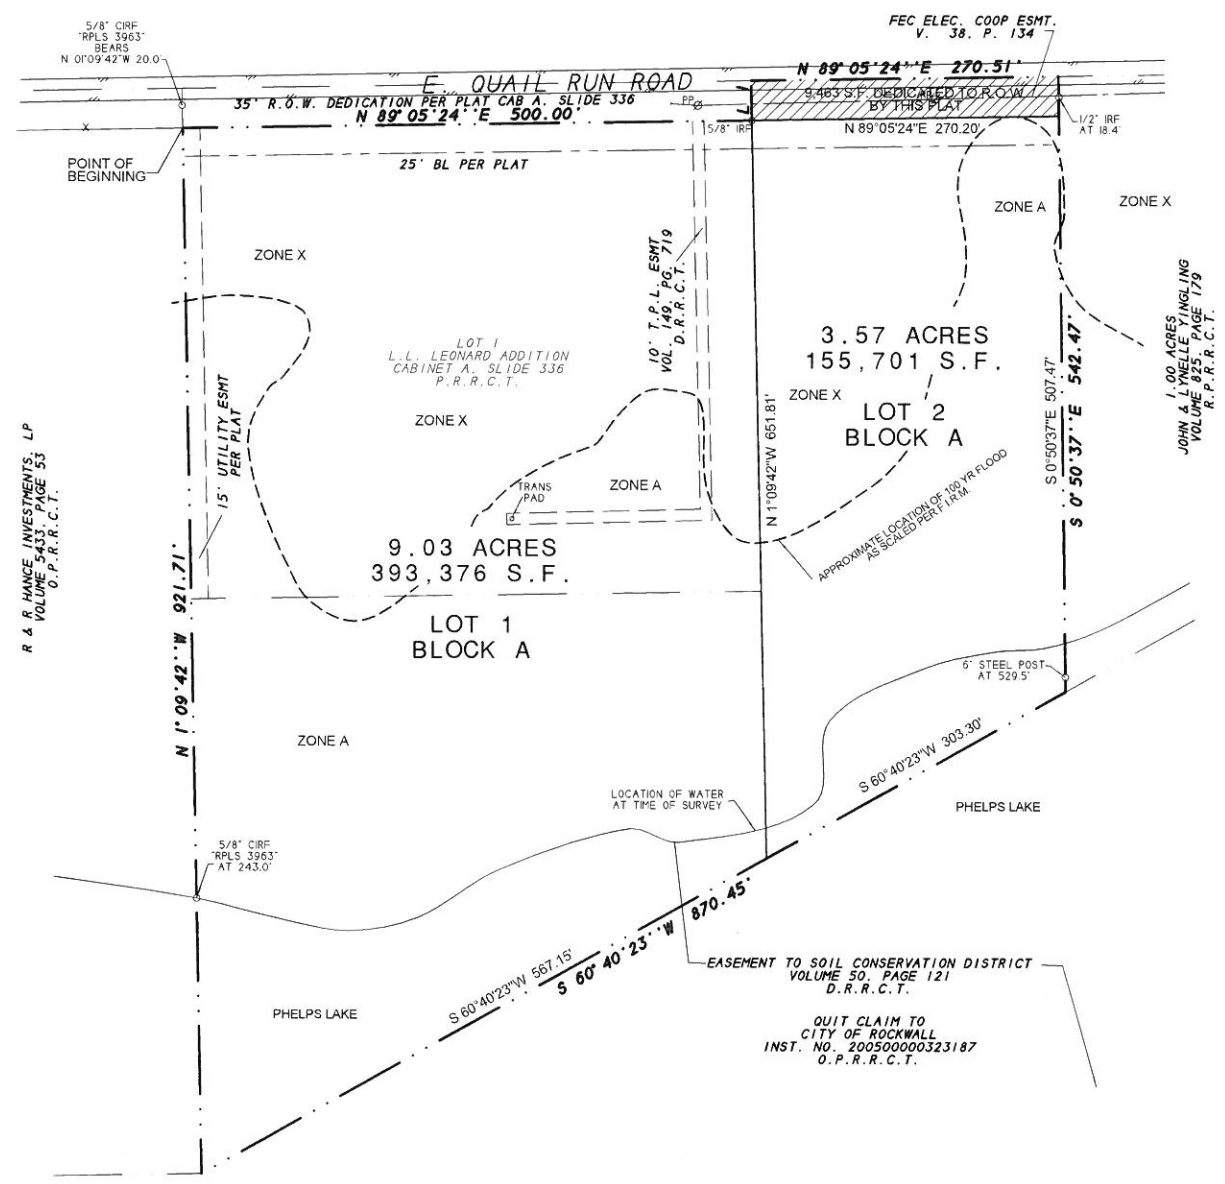 FEC ELEC. COOP ESMT.
V. 38. P. 134
5/8" CIRF
"RPLS 3963"
BEARS
N 01°09'42"W 20.0'
N 89°05'24"E 270.51'
E. QUAIL RUN ROAD
9,463 S.F. DEDICATED TO R.O.W.
BY THIS PLAT
35' R.O.W. DEDICATION PER PLAT CAB A. SLIDE 336
PP
L1
N 89°05'24"E 500.00'
5/8" IRF
N 89°05'24"E 270.20'
1/2" IRF
AT 18.4'
X
POINT OF
BEGINNING
25' BL PER PLAT
ZONE A
ZONE X
ZONE X
10' T.P.L. ESMT
VOL. 149, PG. 719
D.R.R.C.T.
1.00 ACRES
JOHN & LYNELLE YINGLING
VOLUME 825, PAGE 179
R.P.R.R.C.T.
LOT 1
L.L. LEONARD ADDITION
CABINET A. SLIDE 336
P.R.R.C.T.
3.57 ACRES
155,701 S.F.
ZONE X
LOT 2
BLOCK A
ZONE X
15' UTILITY ESMT
PER PLAT
N 1°09'42"W 651.81'
S 0°50'37"E 507.47'
S 0°50'37"E 542.47'
R & R HANCE INVESTMENTS, LP
VOLUME 5433, PAGE 53
O.P.R.R.C.T.
TRANS
PAD
ZONE A
APPROXIMATE LOCATION OF 100 YR FLOOD
AS SCALED PER F.I.R.M.
9.03 ACRES
393,376 S.F.
LOT 1
BLOCK A
N 1°09'42"W 921.71'
6" STEEL POST
AT 529.5'
ZONE A
S 60°40'23"W 303.30'
LOCATION OF WATER
AT TIME OF SURVEY
PHELPS LAKE
5/8" CIRF
"RPLS 3963"
AT 243.0'
S 60°40'23"W 870.45'
S 60°40'23"W 567.15'
EASEMENT TO SOIL CONSERVATION DISTRICT
VOLUME 50, PAGE 121
D.R.R.C.T.
PHELPS LAKE
QUIT CLAIM TO
CITY OF ROCKWALL
INST. NO. 200500000323187
O.P.R.R.C.T.